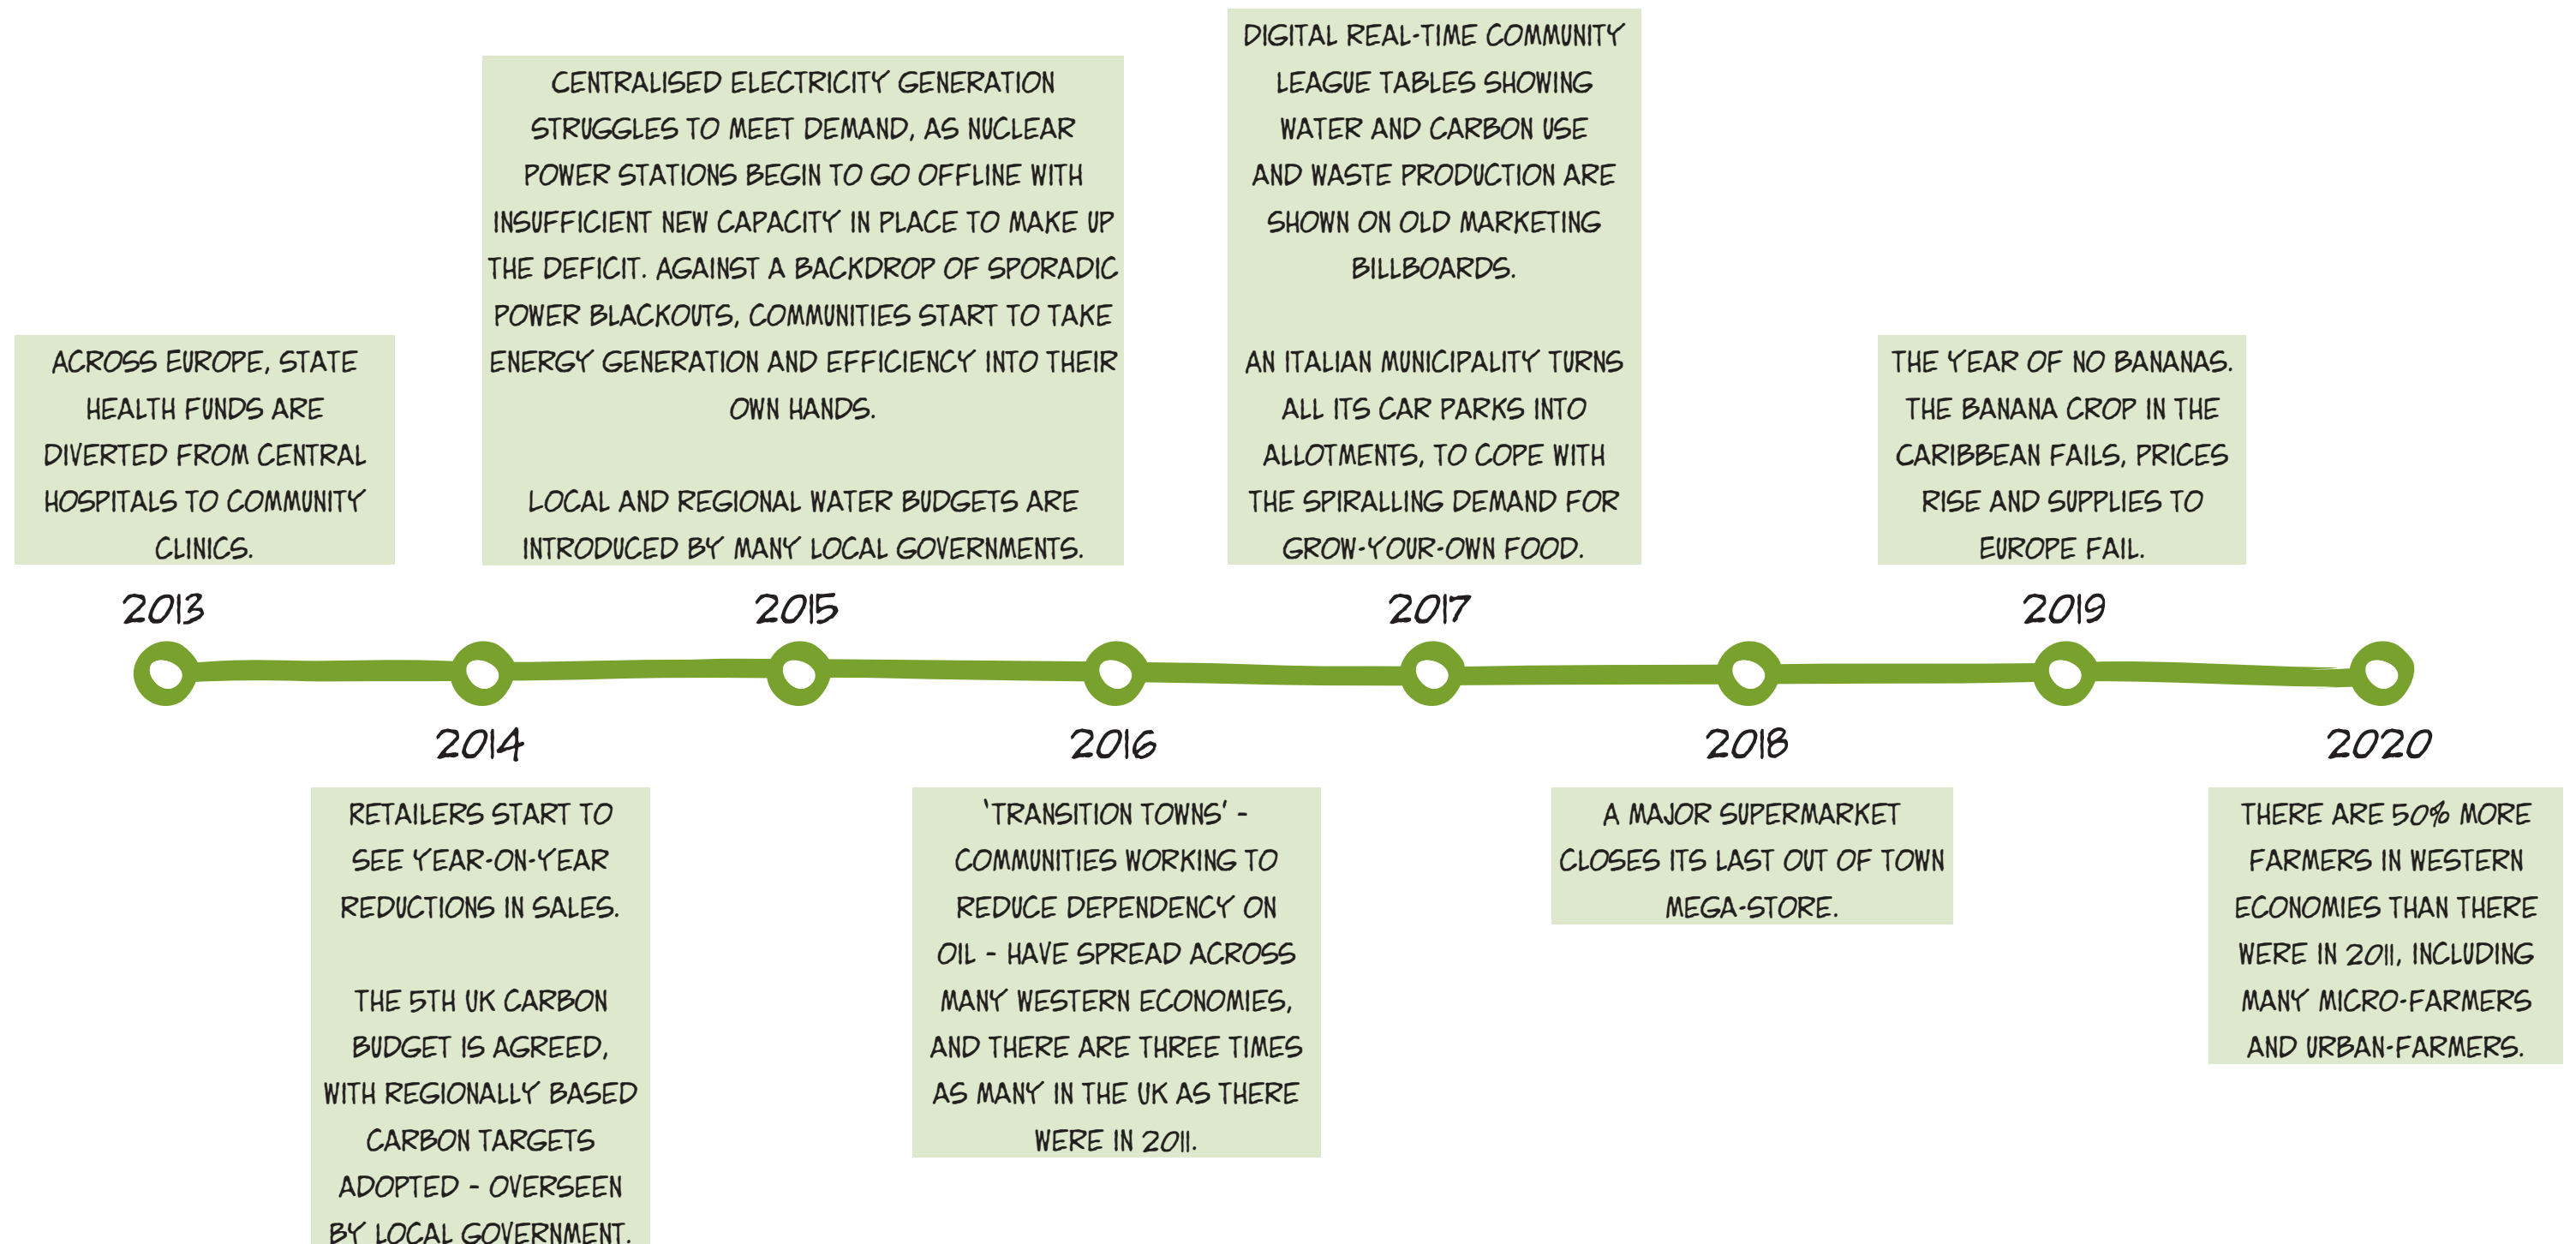 ACROSS EUROPE, STATE
HEALTH FUNDS ARE
DIVERTED FROM CENTRAL
HOSPITALS TO COMMUNITY
CLINICS.
2013
RETAILERS START TO
SEE YEAR-ON-YEAR
REDUCTIONS IN SALES.
THE 5TH UK CARBON
BUDGET IS AGREED,
WITH REGIONALLY BASED
CARBON TARGETS
ADOPTED - OVERSEEN
BY LOCAL GOVERNMENT.
2014
CENTRALISED ELECTRICITY GENERATION
STRUGGLES TO MEET DEMAND, AS NUCLEAR
POWER STATIONS BEGIN TO GO OFFLINE WITH
INSUFFICIENT NEW CAPACITY IN PLACE TO MAKE UP
THE DEFICIT. AGAINST A BACKDROP OF SPORADIC
POWER BLACKOUTS, COMMUNITIES START TO TAKE
ENERGY GENERATION AND EFFICIENCY INTO THEIR
OWN HANDS.
LOCAL AND REGIONAL WATER BUDGETS ARE
INTRODUCED BY MANY LOCAL GOVERNMENTS.
2015
2016
'TRANSITION TOWNS' -
COMMUNITIES WORKING TO
REDUCE DEPENDENCY ON
OIL - HAVE SPREAD ACROSS
MANY WESTERN ECONOMIES,
AND THERE ARE THREE TIMES
AS MANY IN THE UK AS THERE
WERE IN 2011.
DIGITAL REAL-TIME COMMUNITY
LEAGUE TABLES SHOWING
WATER AND CARBON USE
AND WASTE PRODUCTION ARE
SHOWN ON OLD MARKETING
BILLBOARDS.
AN ITALIAN MUNICIPALITY TURNS
ALL ITS CAR PARKS INTO
ALLOTMENTS, TO COPE WITH
THE SPIRALLING DEMAND FOR
GROW-YOUR-OWN FOOD.
2017
2018
A MAJOR SUPERMARKET
CLOSES ITS LAST OUT OF TOWN
MEGA-STORE.
THE YEAR OF NO BANANAS.
THE BANANA CROP IN THE
CARIBBEAN FAILS, PRICES
RISE AND SUPPLIES TO
EUROPE FAIL.
2019
2020
THERE ARE 50% MORE
FARMERS IN WESTERN
ECONOMIES THAN THERE
WERE IN 2011, INCLUDING
MANY MICRO-FARMERS
AND URBAN-FARMERS.